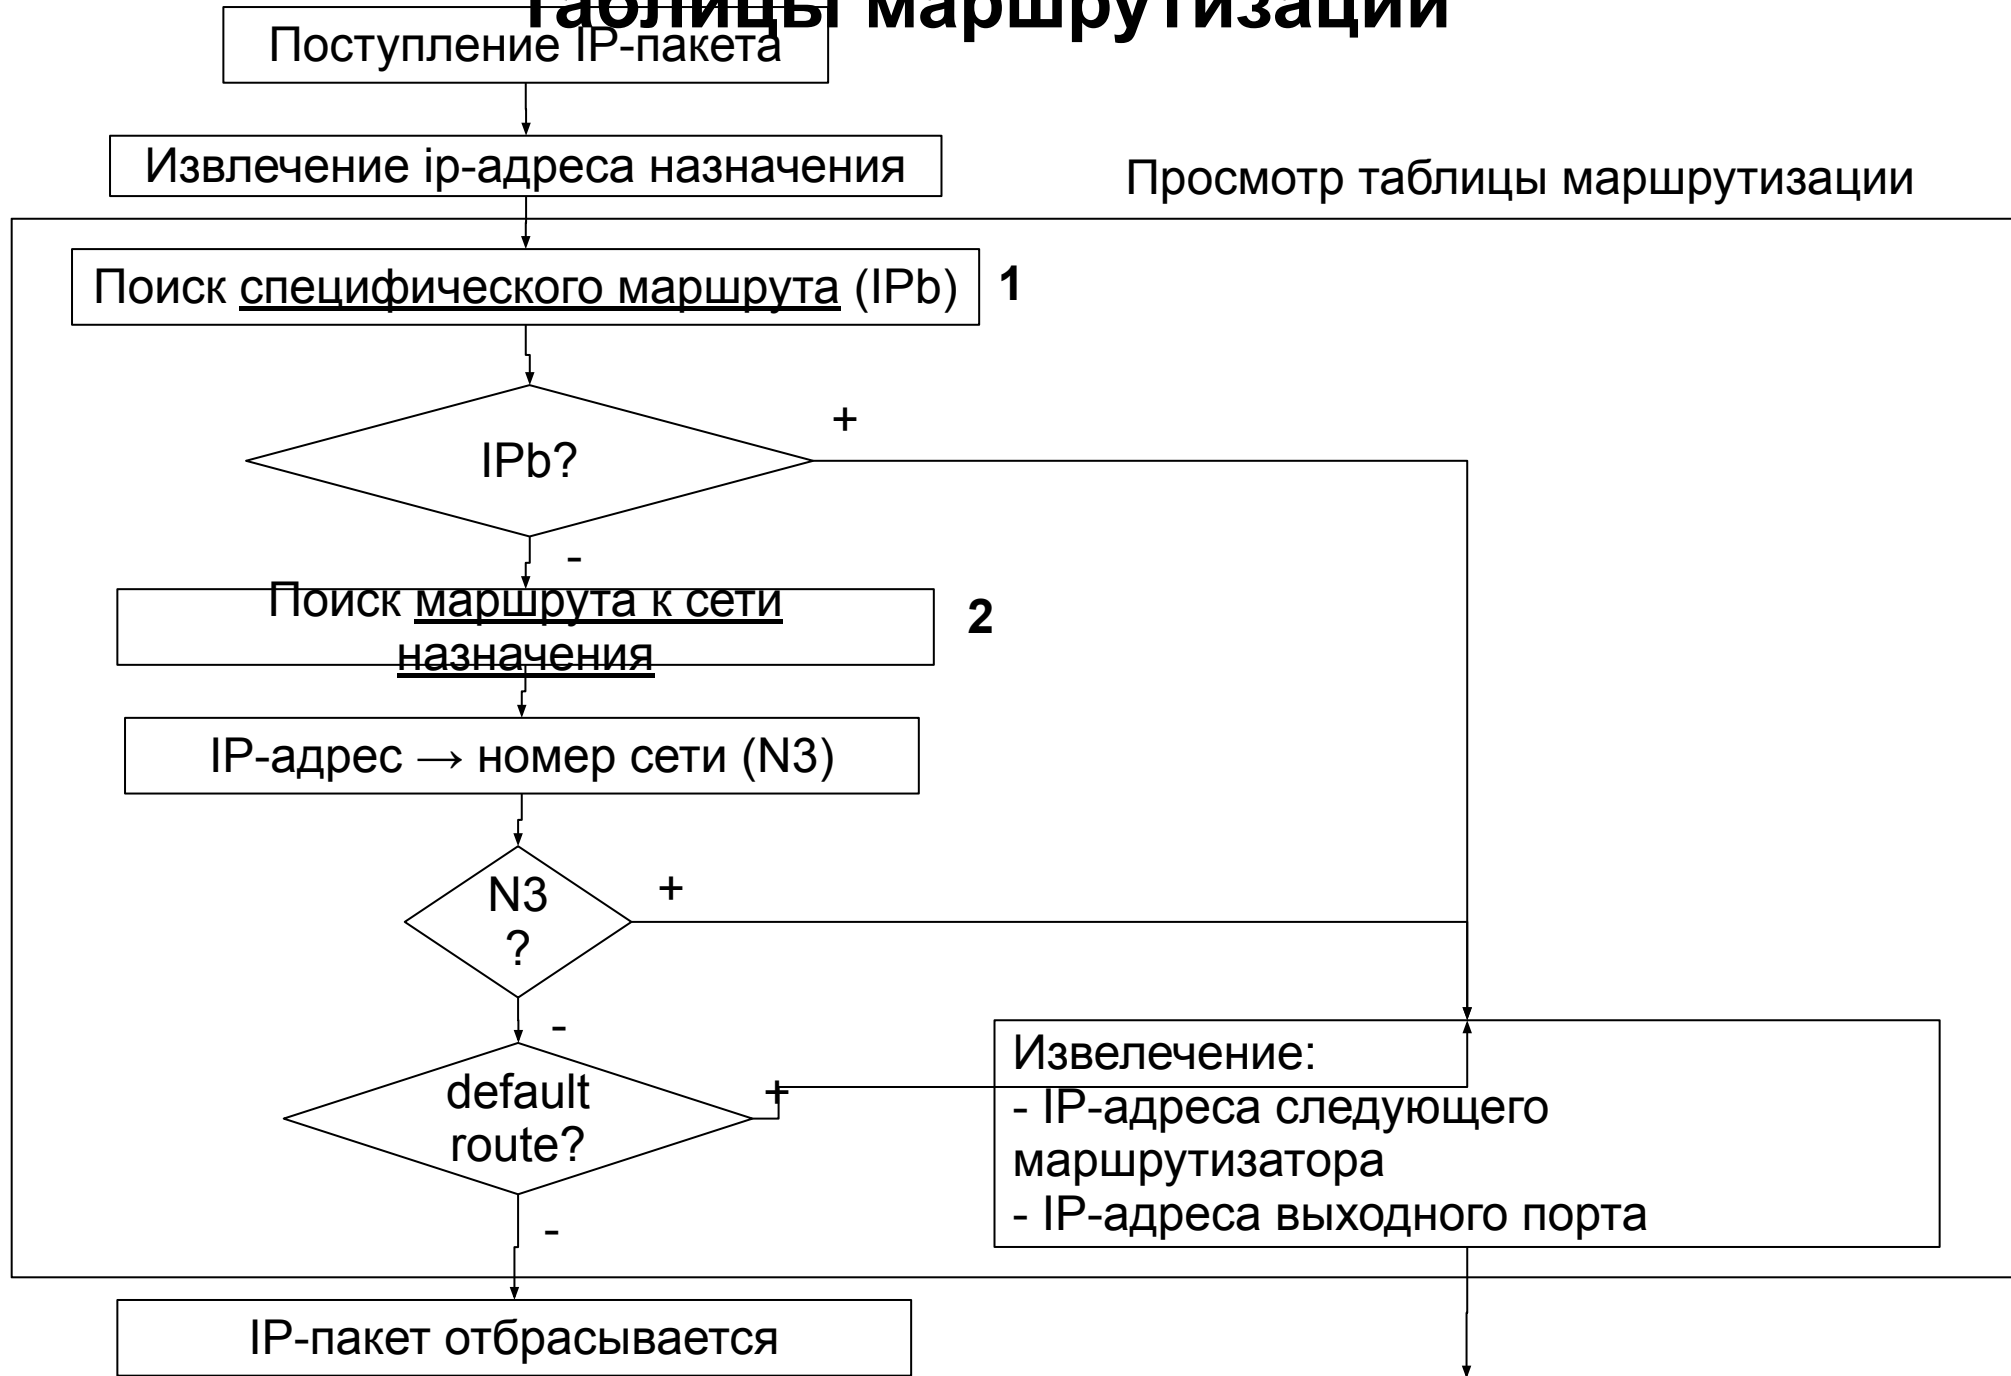 таблицы маршрутизации
Поступление IP-пакета
Извлечение ip-адреса назначения
Просмотр таблицы маршрутизации
Поиск специфического маршрута (IPb)
1
IPb?
+
-
Поиск маршрута к сети
назначения
2
IP-адрес → номер сети (N3)
N3
?
+
-
default
route?
+
-
Извелечение:
- IP-адреса следующего
маршрутизатора
- IP-адреса выходного порта
IP-пакет отбрасывается